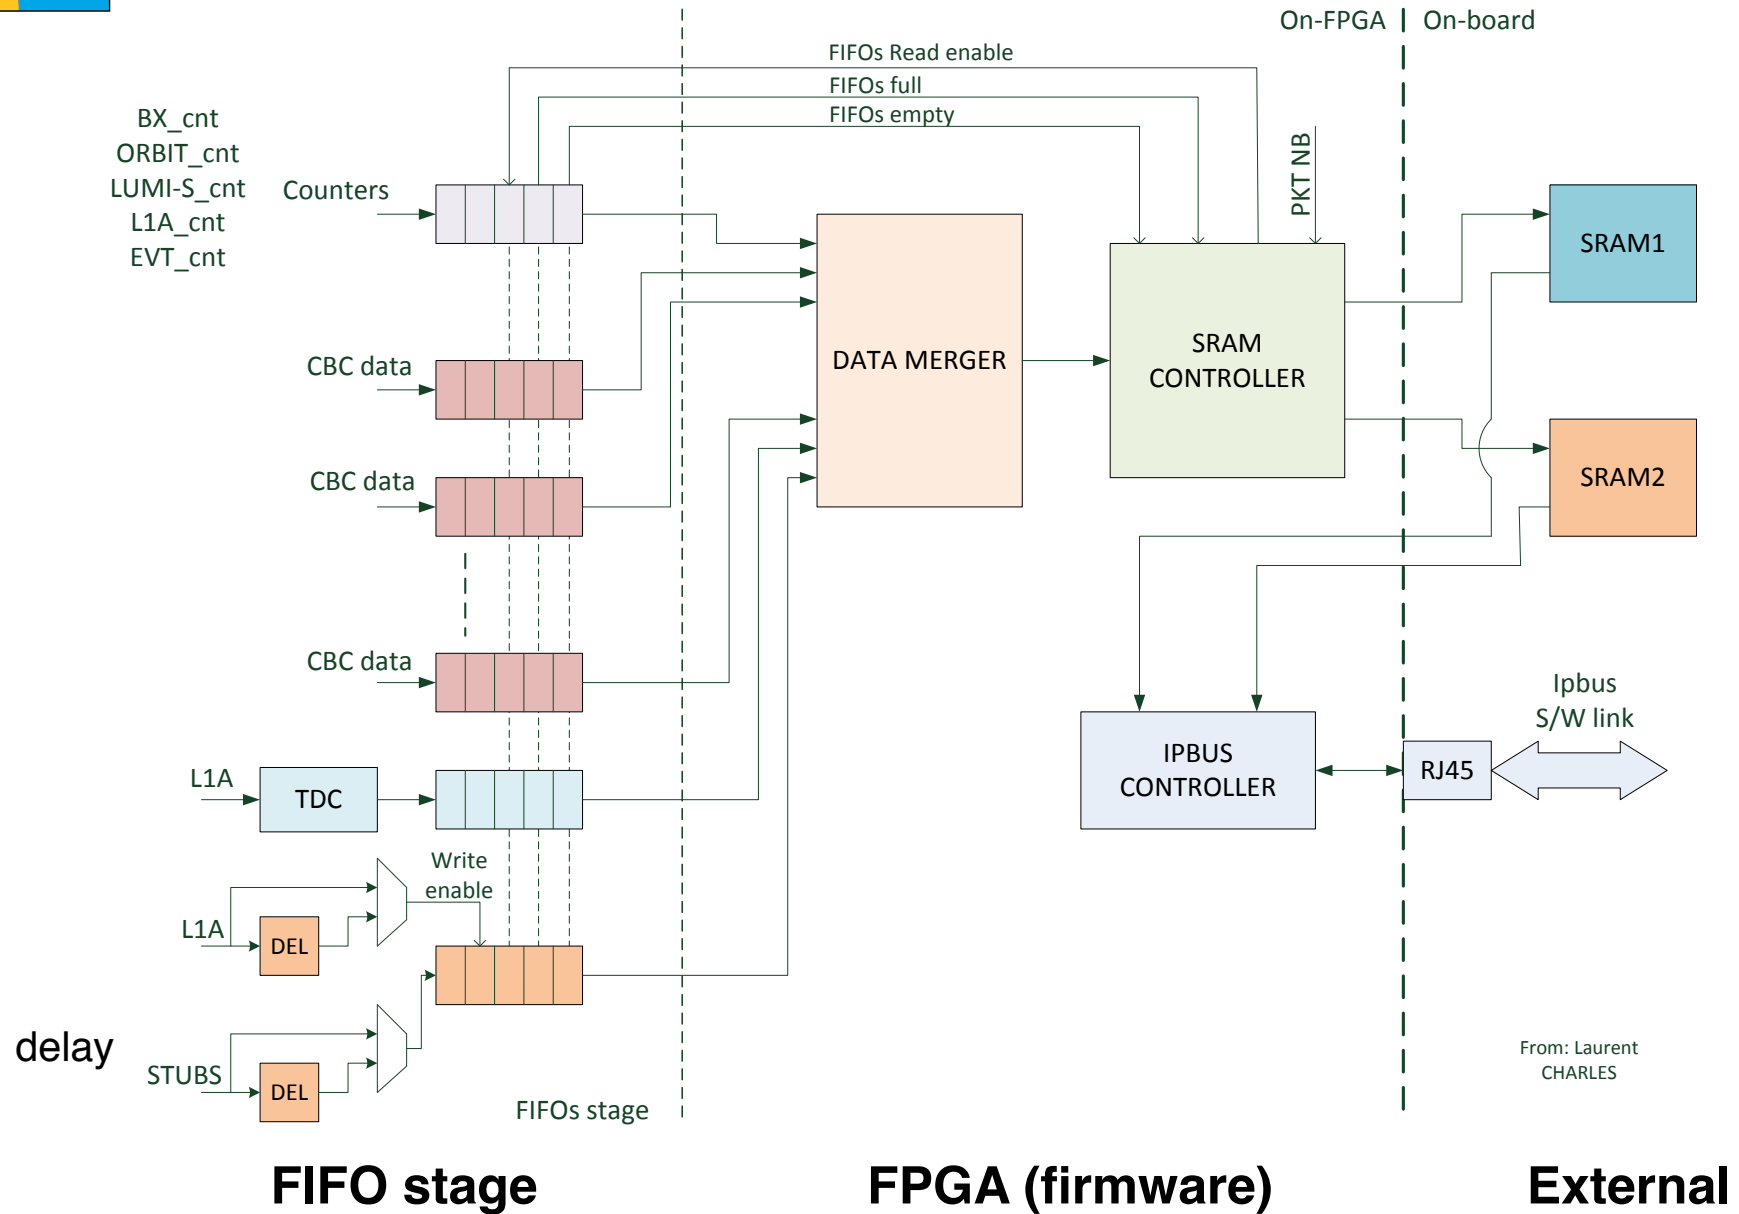 On-FPGA
On-board
FIFOs Read enable
FIFOs full
FIFOs empty
BX_cnt
ORBIT_cnt
LUMI-S_cnt
L1A_cnt
EVT_cnt
Counters
PKT NB
SRAM1
CBC data
DATA MERGER
SRAM
CONTROLLER
CBC data
SRAM2
CBC data
Ipbus
S/W link
L1A
TDC
IPBUS
CONTROLLER
RJ45
Write
enable
L1A
DEL
delay
STUBS
DEL
From: Laurent
CHARLES
FIFOs stage
FIFO stage
FPGA (firmware)
External